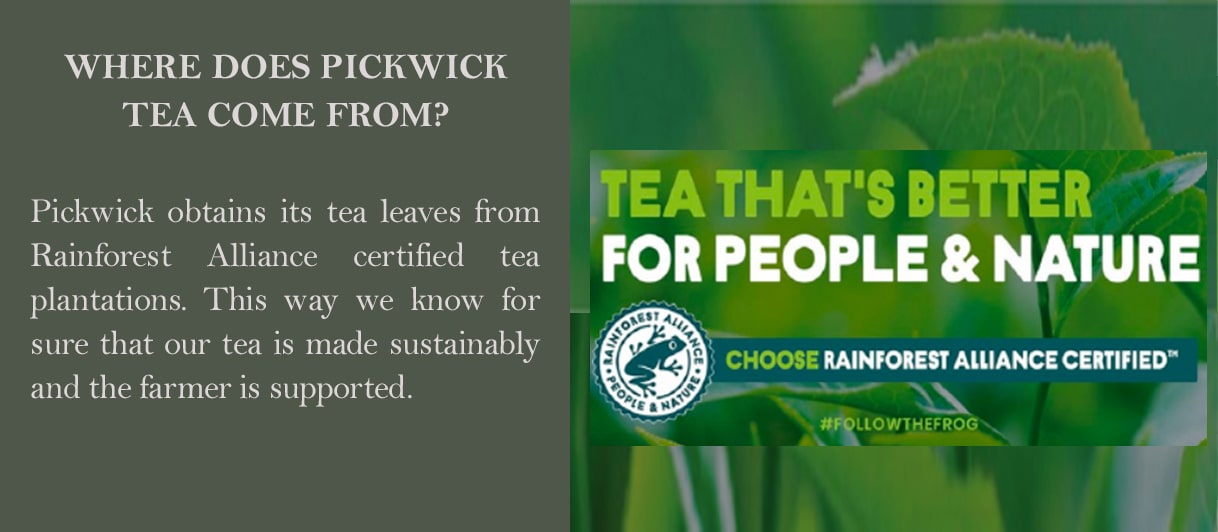 WHERE DOES PICKWICK
TEA COME FROM?
Pickwick obtains its tea leaves from
Rainforest Alliance certified tea
plantations. This way we know for
sure that our tea is made sustainably
and the farmer is supported.
TEA THAT'S BETTER
FOR PEOPLE & NATURE
RAINFOREST ALLIANCE
PEOPLE & NATURE
CHOOSE RAINFOREST ALLIANCE CERTIFIED™
#FOLLOWTHEFROG